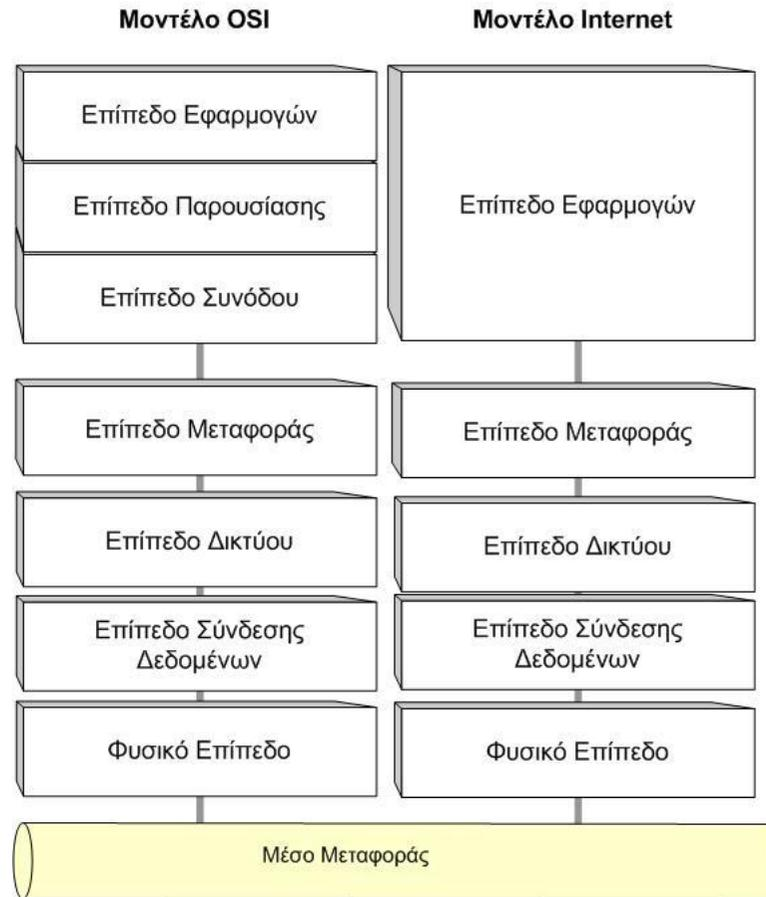 Μοντέλο OSI
Επίπεδο Εφαρμογών
Επίπεδο Παρουσίασης
Επίπεδο Συνόδου
Επίπεδο Μεταφοράς
Επίπεδο Δικτύου
Επίπεδο Σύνδεσης
Δεδομένων
Φυσικό Επίπεδο
Μοντέλο Internet
Επίπεδο Εφαρμογών
Επίπεδο Μεταφοράς
Επίπεδο Δικτύου
Επίπεδο Σύνδεσης
Δεδομένων
Φυσικό Επίπεδο
Μέσο Μεταφοράς